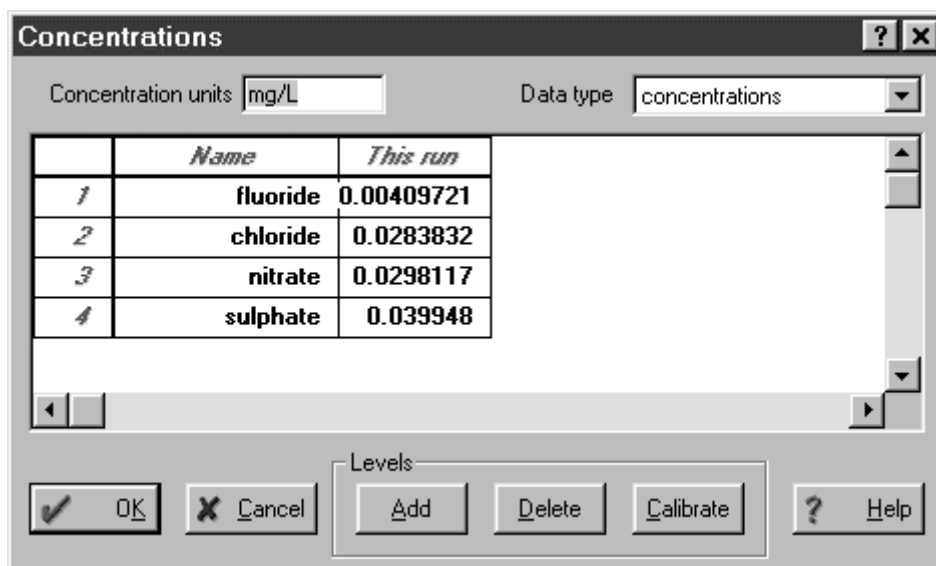 Concentrations
Concentration units mg/L Data type concentrations
Name This run
1 fluoride 0.00409721
2 chloride 0.0283832
3 nitrate 0.0298117
4 sulphate 0.039948
Levels
OK Cancel Add Delete Calibrate ? Help